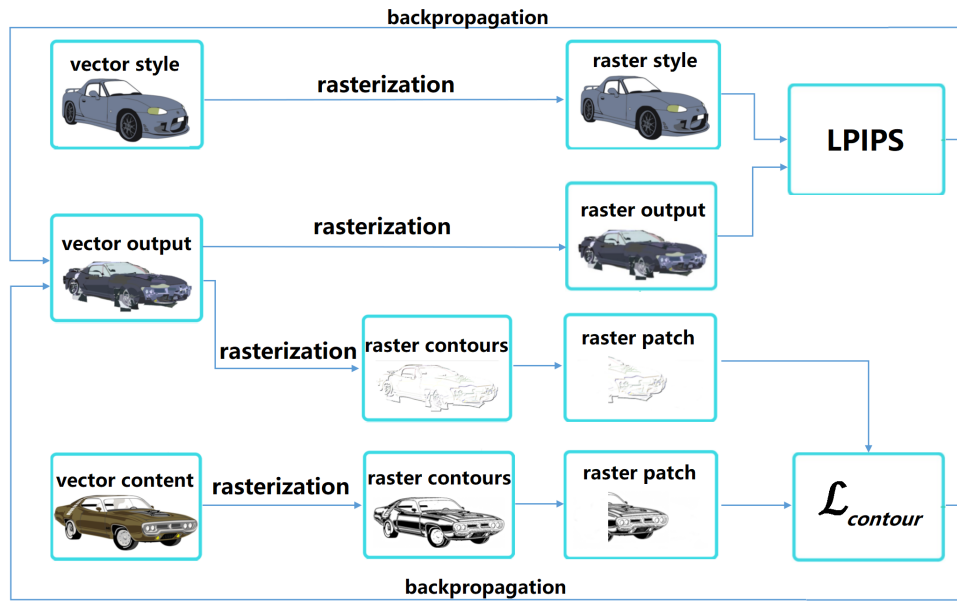 backpropagation
vector style
rasterization
raster style
LPIPS
vector output
rasterization
raster output
rasterization
raster contours
raster patch
vector content
rasterization
raster contours
raster patch
ℒcontour
backpropagation